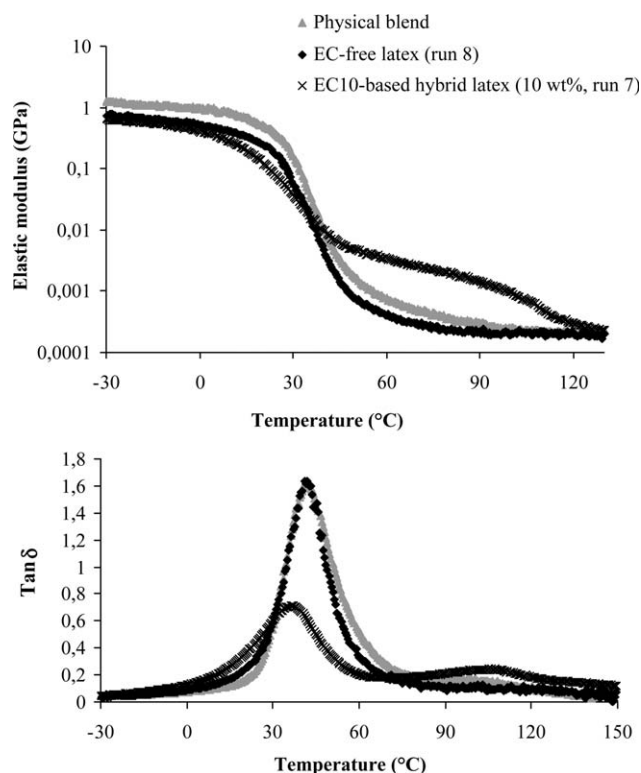 Physical blend
EC-free latex (run 8)
EC10-based hybrid latex (10 wt%, run 7)
Elastic modulus (GPa)
10
1
0,1
0,01
0,001
0,0001
-30 0 30 60 90 120
Temperature (°C)
Tan δ
1,8
1,6
1,4
1,2
1
0,8
0,6
0,4
0,2
0
-30 0 30 60 90 120 150
Temperature (°C)